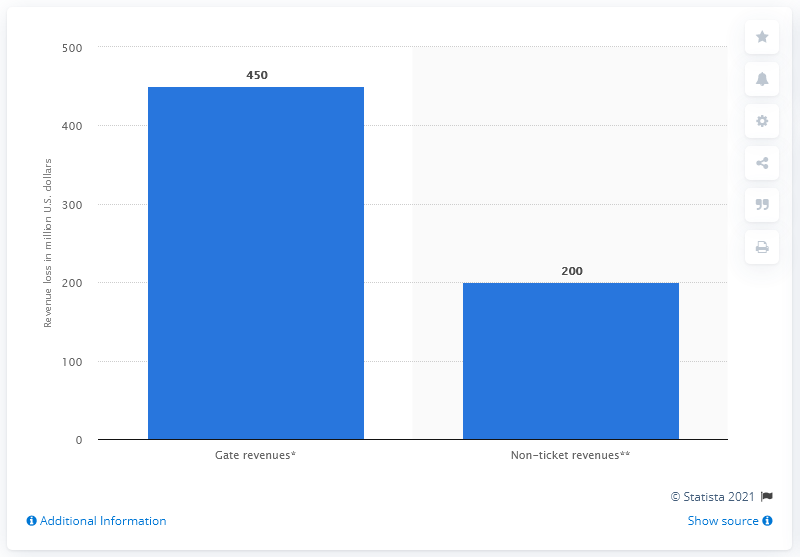 500
450
400
300
200
200
100
0
Revenue loss in million U.S. dollars
Gate revenues*
Non-ticket revenues**
© Statista 2021
Additional Information
Show source